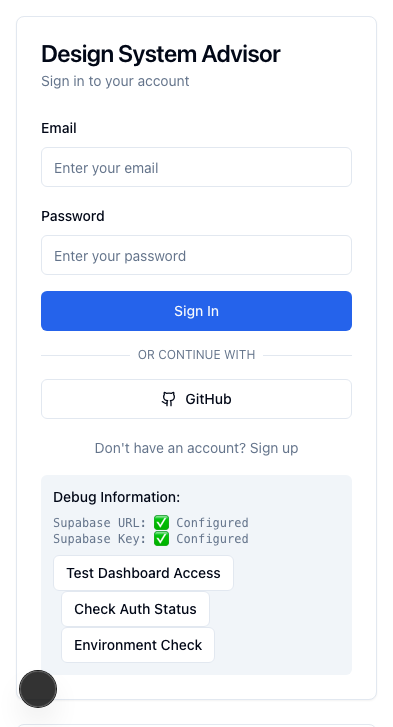 Design System Advisor
Sign in to your account
Email
Enter your email
Password
Enter your password
Sign In
OR CONTINUE WITH
GitHub
Don't have an account? Sign up
Debug Information:
Supabase URL: ✅ Configured
Supabase Key: ✅ Configured
Test Dashboard Access
Check Auth Status
Environment Check